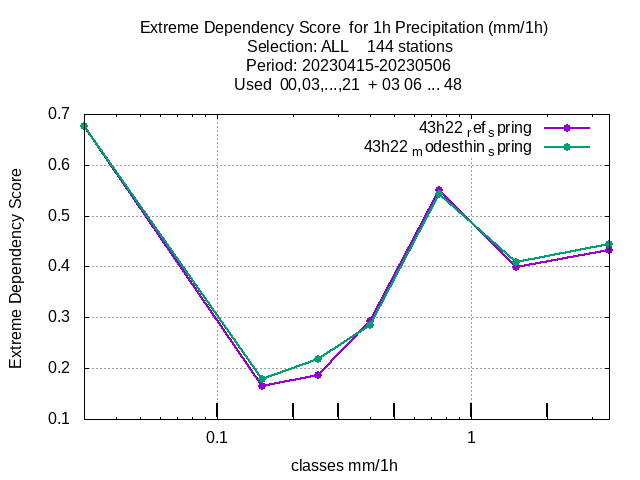 Extreme Dependency Score  for 1h Precipitation (mm/1h)
Selection: ALL    144 stations
Period: 20230415-20230506
Used  00,03,...,21  + 03 06 ... 48
43h22 ref spring
43h22 modesthin spring
Extreme Dependency Score
0.7
0.6
0.5
0.4
0.3
0.2
0.1
0.1
1
classes mm/1h